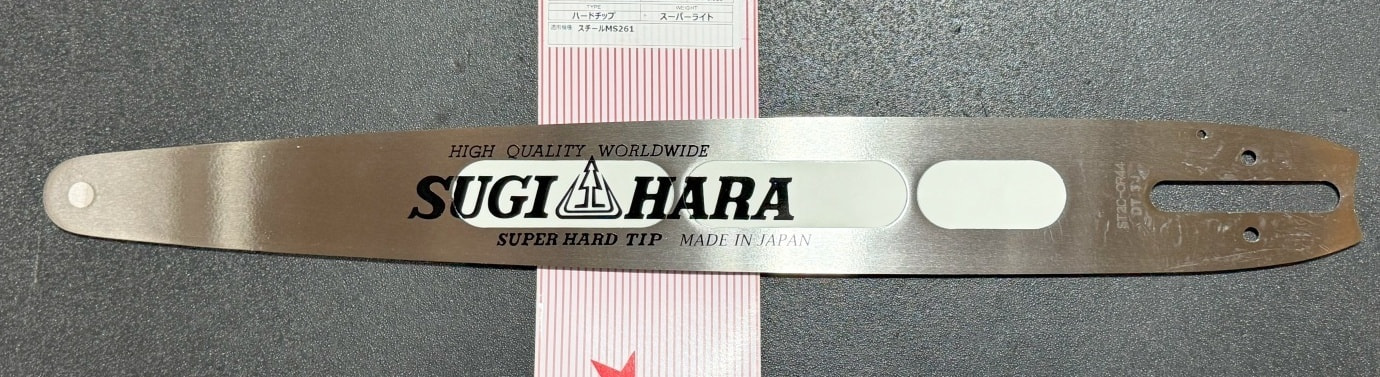 TYPE WEIGHT
ハードチップ スーパーライト
適用機種 スチールMS261
HIGH QUALITY WORLDWIDE
SUGI HARA
SUPER HARD TIP MADE IN JAPAN